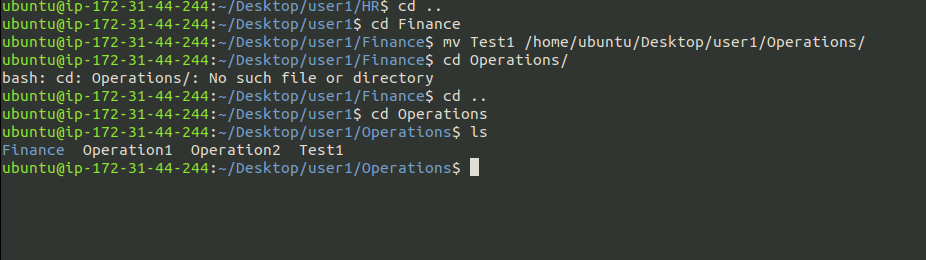 ubuntu@ip-172-31-44-244:~/Desktop/user1/HR$ cd ..
ubuntu@ip-172-31-44-244:~/Desktop/user1$ cd Finance
ubuntu@ip-172-31-44-244:~/Desktop/user1/Finance$ mv Test1 /home/ubuntu/Desktop/user1/Operations/
ubuntu@ip-172-31-44-244:~/Desktop/user1/Finance$ cd Operations/
bash: cd: Operations/: No such file or directory
ubuntu@ip-172-31-44-244:~/Desktop/user1/Finance$ cd ..
ubuntu@ip-172-31-44-244:~/Desktop/user1$ cd Operations
ubuntu@ip-172-31-44-244:~/Desktop/user1/Operations$ ls
Finance  Operation1  Operation2  Test1
ubuntu@ip-172-31-44-244:~/Desktop/user1/Operations$